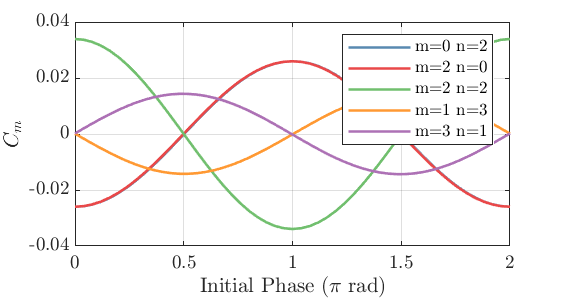 0.04
0.02
0
-0.02
-0.04
C_m
m=0 n=2
m=2 n=0
m=2 n=2
m=1 n=3
m=3 n=1
0
0.5
1
1.5
2
Initial Phase (π rad)